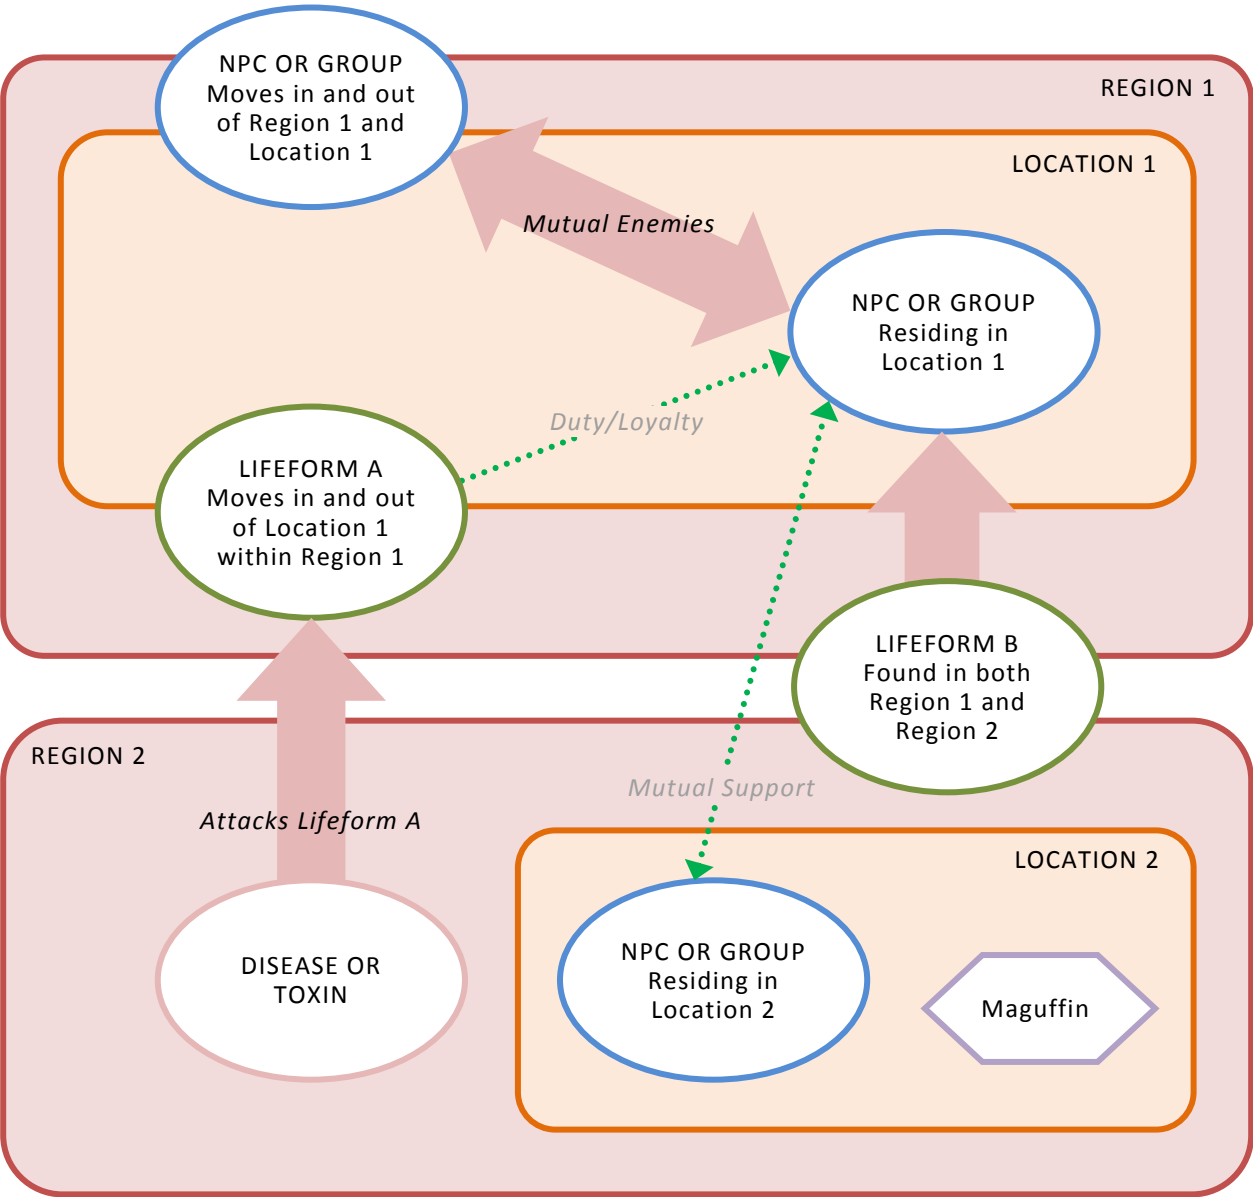 NPC OR GROUP
Moves in and out
of Region 1 and
Location 1
REGION 1
LOCATION 1
Mutual Enemies
NPC OR GROUP
Residing in
Location 1
Duty/Loyalty
LIFEFORM A
Moves in and out
of Location 1
within Region 1
LIFEFORM B
Found in both
Region 1 and
Region 2
REGION 2
Mutual Support
Attacks Lifeform A
LOCATION 2
DISEASE OR
TOXIN
NPC OR GROUP
Residing in
Location 2
Maguffin